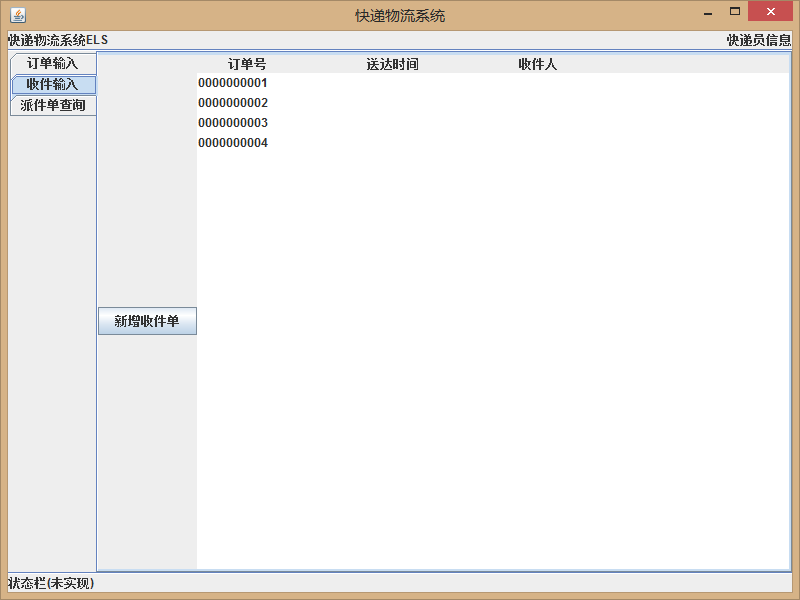 快递物流系统
快递物流系统ELS
快递员信息
订单输入
收件输入
派件单查询
订单号 送达时间 收件人
0000000001
0000000002
0000000003
0000000004
新增收件单
状态栏(未实现)